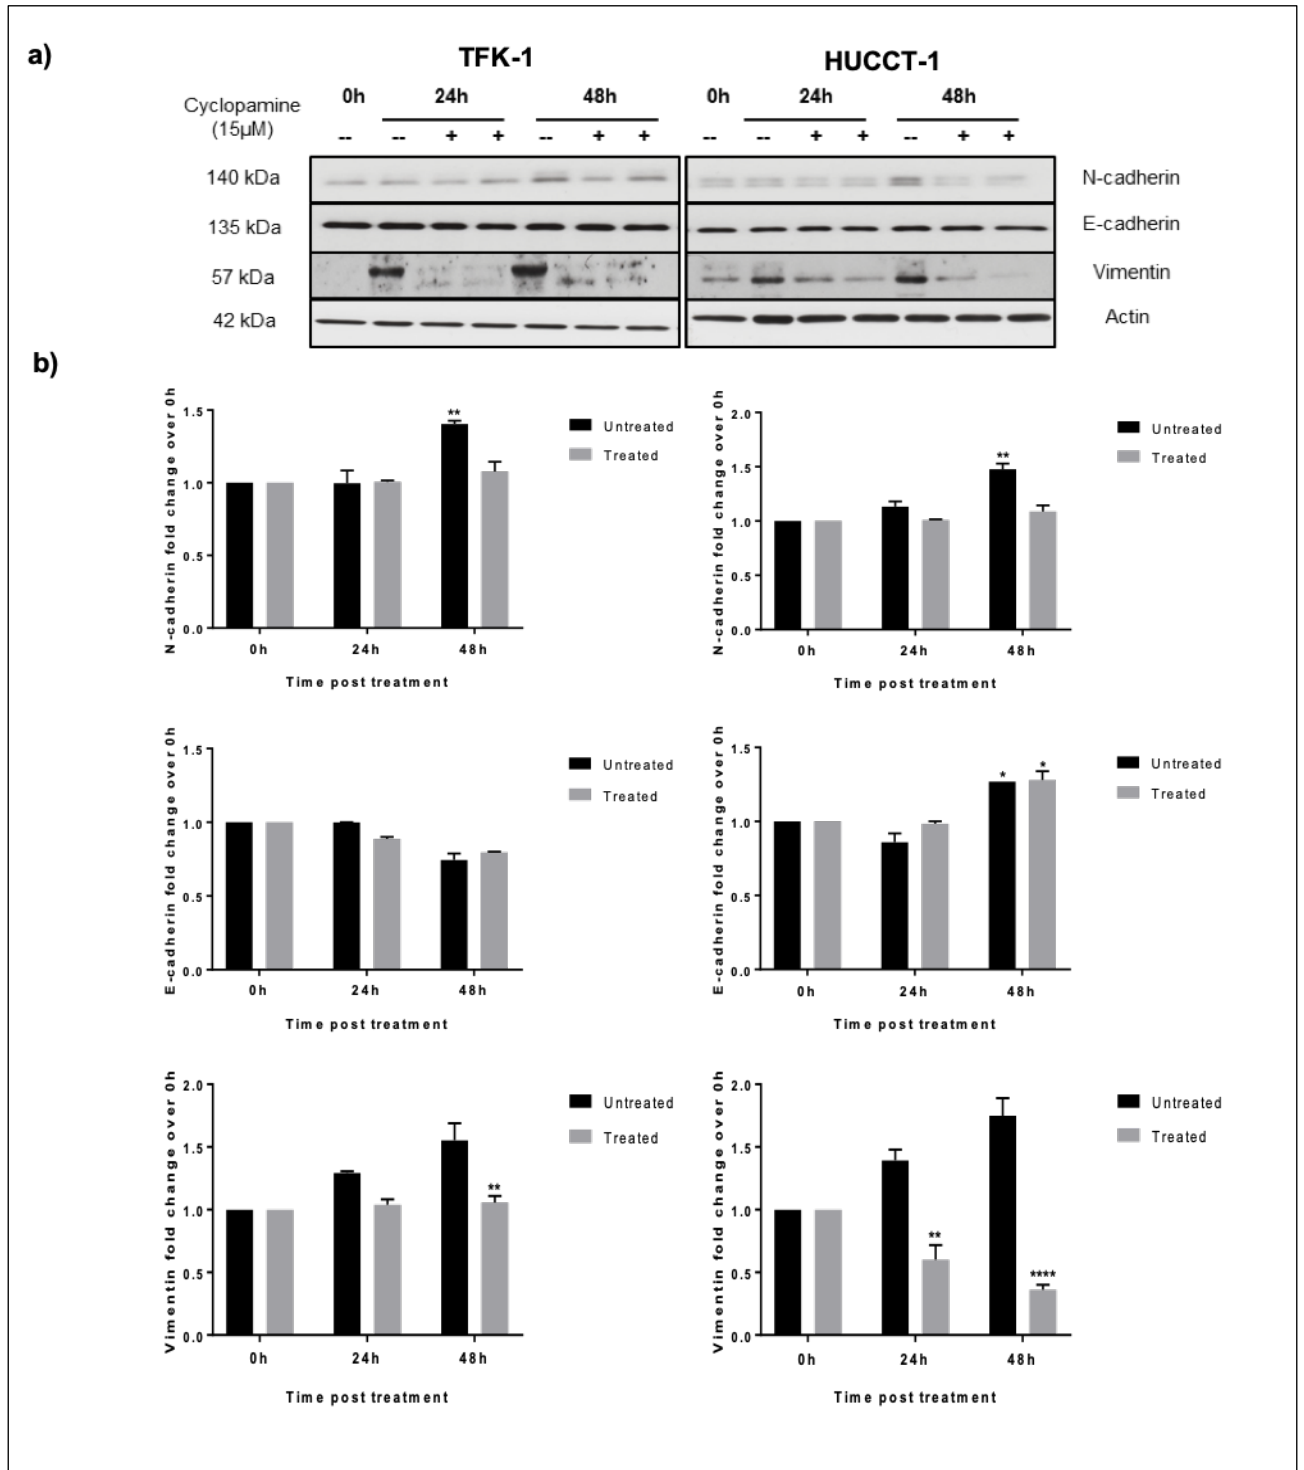 a)
TFK-1
HUCCT-1
Cyclopamine
(15µM)
0h 24h 48h 0h 24h 48h
-- -- + + -- + + -- -- + + -- + +
140 kDa N-cadherin
135 kDa E-cadherin
57 kDa Vimentin
42 kDa Actin
b)
N-cadherin fold change over 0h
1.5
1.0
0.5
0.0
**
0h 24h 48h
Time post treatment
Untreated
Treated
N-cadherin fold change over 0h
2.0
1.5
1.0
0.5
0.0
**
0h 24h 48h
Time post treatment
Untreated
Treated
E-cadherin fold change over 0h
1.5
1.0
0.5
0.0
0h 24h 48h
Time post treatment
Untreated
Treated
E-cadherin fold change over 0h
1.5
1.0
0.5
0.0
* *
0h 24h 48h
Time post treatment
Untreated
Treated
Vimentin fold change over 0h
2.0
1.5
1.0
0.5
0.0
**
0h 24h 48h
Time post treatment
Untreated
Treated
Vimentin fold change over 0h
2.0
1.5
1.0
0.5
0.0
**
****
0h 24h 48h
Time post treatment
Untreated
Treated